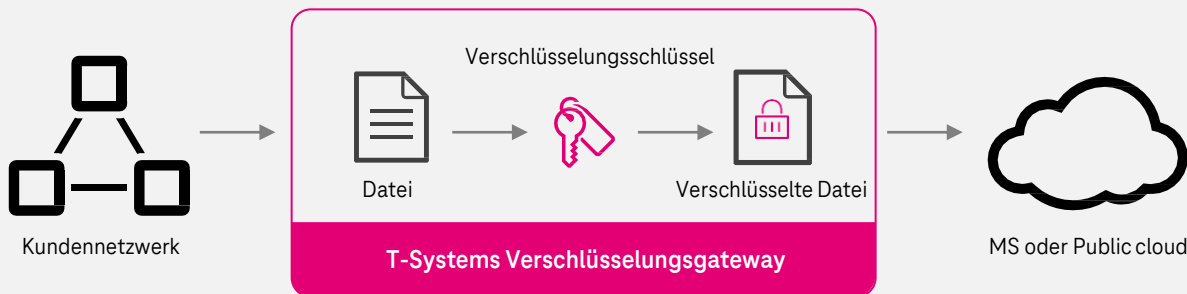 Verschlüsselungsschlüssel
Datei
Verschlüsselte Datei
Kundennetzwerk
MS oder Public cloud
T-Systems Verschlüsselungsgateway